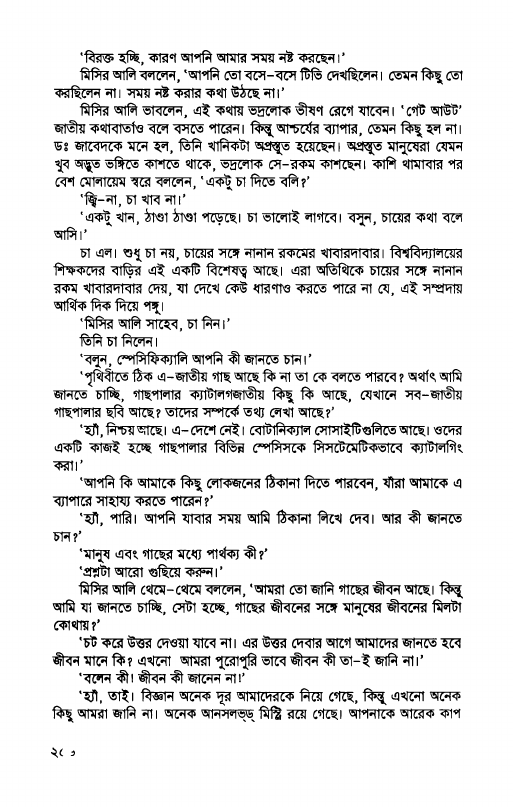 ‘বিরক্ত হচ্ছি, কারণ আপনি আমার সময় নষ্ট করছেন।’
মিসির আলি বললেন, ‘আপনি তো বসে–বসে টিভি দেখছিলেন। তেমন কিছু তো
করছিলেন না। সময় নষ্ট করার কথা উঠছে না।’
মিসির আলি ভাবলেন, এই কথায় ভদ্রলোক ভীষণ রেগে যাবেন। ‘গেট আউট’
জাতীয় কথাবার্তাও বলে বসতে পারেন। কিন্তু আশ্চর্যের ব্যাপার, তেমন কিছু হল না।
ডঃ জাবেদকে মনে হল, তিনি খানিকটা অপ্রস্তুত হয়েছেন। অপ্রস্তুত মানুষেরা যেমন
খুব অদ্ভুত ভঙ্গিতে কাশতে থাকে, ভদ্রলোক সে–রকম কাশছেন। কাশি থামাবার পর
বেশ মোলায়েম স্বরে বললেন, ‘একটু চা দিতে বলি?’
‘জ্বি–না, চা খাব না।’
‘একটু খান, ঠাণ্ডা ঠাণ্ডা পড়েছে। চা ভালোই লাগবে। বসুন, চায়ের কথা বলে
আসি।’
চা এল। শুধু চা নয়, চায়ের সঙ্গে নানান রকমের খাবারদাবার। বিশ্ববিদ্যালয়ের
শিক্ষকদের বাড়ির এই একটি বিশেষত্ব আছে। এরা অতিথিকে চায়ের সঙ্গে নানান
রকম খাবারদাবার দেয়, যা দেখে কেউ ধারণাও করতে পারে না যে, এই সম্প্রদায়
আর্থিক দিক দিয়ে পঙ্গু।
‘মিসির আলি সাহেব, চা নিন।’
তিনি চা নিলেন।
‘বলুন, স্পেসিফিক্যালি আপনি কী জানতে চান।’
‘পৃথিবীতে ঠিক এ–জাতীয় গাছ আছে কি না তা কে বলতে পারবে? অর্থাৎ আমি
জানতে চাচ্ছি, গাছপালার ক্যাটালগজাতীয় কিছু কি আছে, যেখানে সব–জাতীয়
গাছপালার ছবি আছে? তাদের সম্পর্কে তথ্য লেখা আছে?’
‘হ্যাঁ, নিশ্চয় আছে। এ–দেশে নেই। বোটানিক্যাল সোসাইটিগুলিতে আছে। ওদের
একটি কাজই হচ্ছে গাছপালার বিভিন্ন স্পেসিসকে সিসটেমেটিকভাবে ক্যাটালগিং
করা।’
‘আপনি কি আমাকে কিছু লোকজনের ঠিকানা দিতে পারবেন, যাঁরা আমাকে এ
ব্যাপারে সাহায্য করতে পারেন?’
‘হ্যাঁ, পারি। আপনি যাবার সময় আমি ঠিকানা লিখে দেব। আর কী জানতে
চান?’
‘মানুষ এবং গাছের মধ্যে পার্থক্য কী?’
‘প্রশ্নটা আরো গুছিয়ে করুন।’
মিসির আলি থেমে–থেমে বললেন, ‘আমরা তো জানি গাছের জীবন আছে। কিন্তু
আমি যা জানতে চাচ্ছি, সেটা হচ্ছে, গাছের জীবনের সঙ্গে মানুষের জীবনের মিলটা
কোথায়?’
‘চট করে উত্তর দেওয়া যাবে না। এর উত্তর দেবার আগে আমাদের জানতে হবে
জীবন মানে কি? এখনো আমরা পুরোপুরি ভাবে জীবন কী তা–ই জানি না।’
‘বলেন কী! জীবন কী জানেন না!’
‘হ্যাঁ, তাই। বিজ্ঞান অনেক দূর আমাদেরকে নিয়ে গেছে, কিন্তু এখনো অনেক
কিছু আমরা জানি না। অনেক আনসলভ্‌ড্ মিস্ট্রি রয়ে গেছে। আপনাকে আরেক কাপ